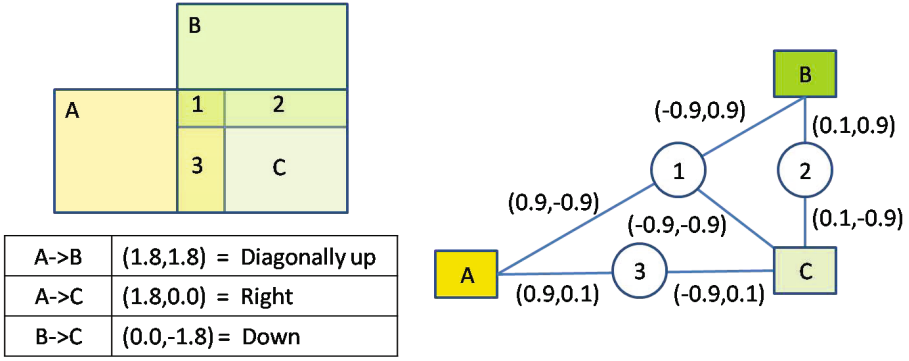 B
A
1
2
3
C
A->B (1.8,1.8) = Diagonally up
A->C (1.8,0.0) = Right
B->C (0.0,-1.8) = Down
B
(-0.9,0.9)
(0.1,0.9)
1
2
(0.9,-0.9)
(-0.9,-0.9)
(0.1,-0.9)
A
3
C
(0.9,0.1)
(-0.9,0.1)